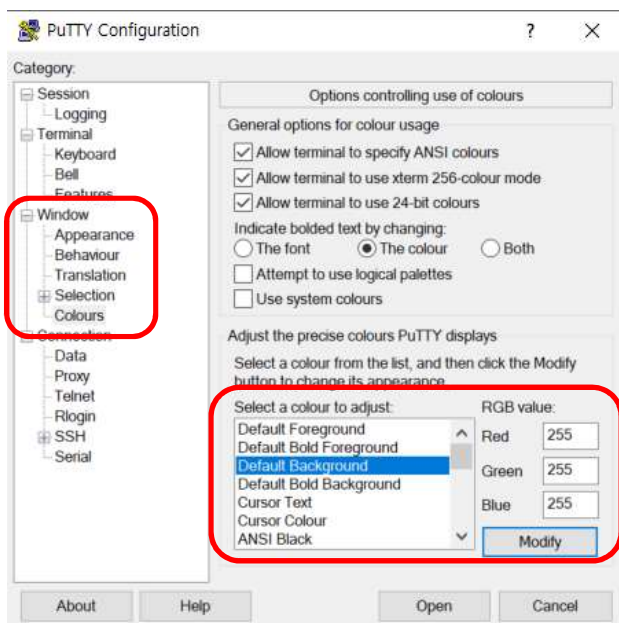 PuTTY Configuration ? ×
Category:
Session
Logging
Terminal
Keyboard
Bell
Features
Window
Appearance
Behaviour
Translation
Selection
Colours
Connection
Data
Proxy
Telnet
Rlogin
SSH
Serial
Options controlling use of colours
General options for colour usage
Allow terminal to specify ANSI colours
Allow terminal to use xterm 256-colour mode
Allow terminal to use 24-bit colours
Indicate bolded text by changing:
The font The colour Both
Attempt to use logical palettes
Use system colours
Adjust the precise colours PuTTY displays
Select a colour from the list, and then click the Modify
button to change its appearance.
Select a colour to adjust:
Default Foreground
Default Bold Foreground
Default Background
Default Bold Background
Cursor Text
Cursor Colour
ANSI Black
RGB value:
Red 255
Green 255
Blue 255
Modify
About Help Open Cancel